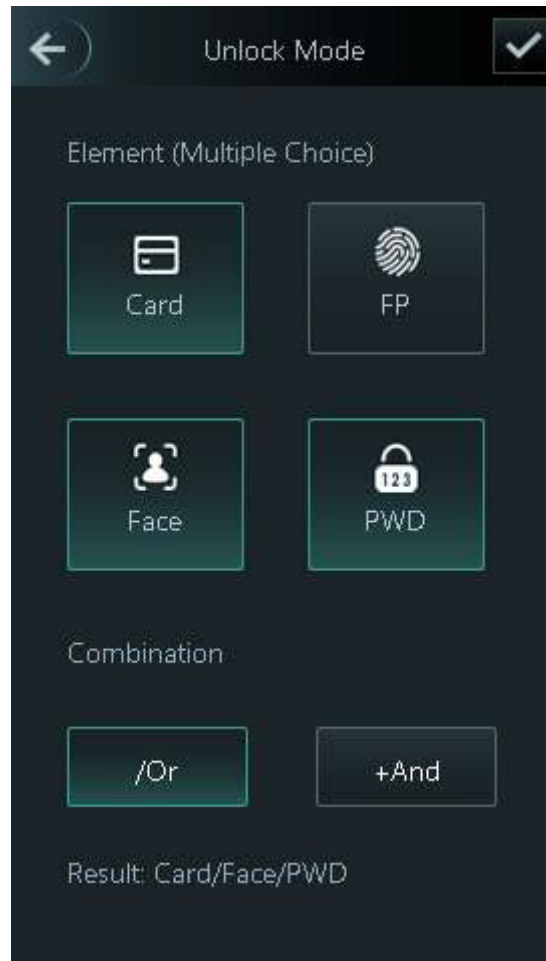 Unlock Mode
Element (Multiple Choice)
Card
FP
Face
123
PWD
Combination
/Or
+And
Result: Card/Face/PWD